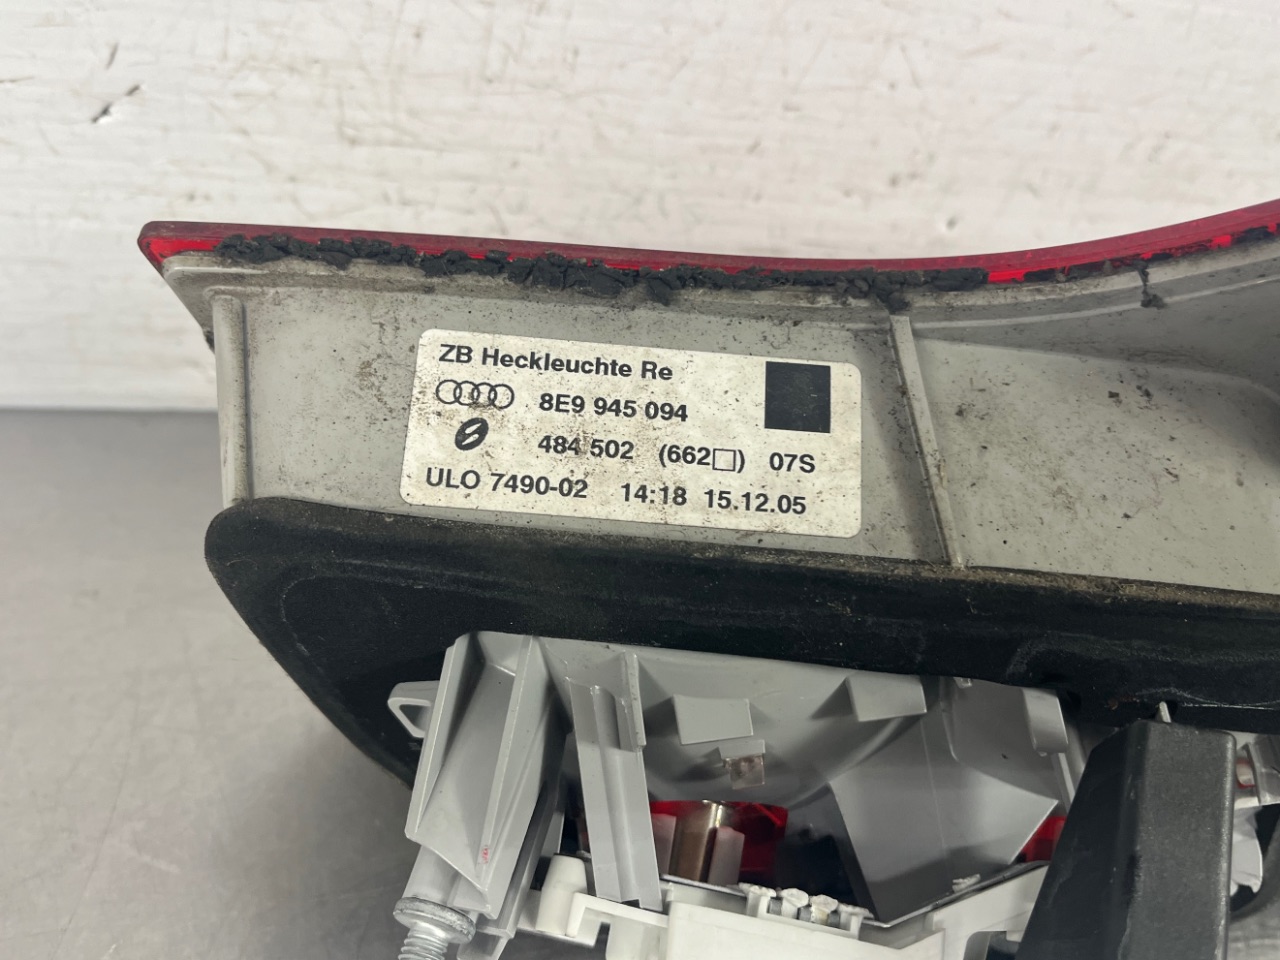 ZB Heckleuchte Re
8E9 945 094
484 502 (662□) 07S
ULO 7490-02 14:18 15.12.05